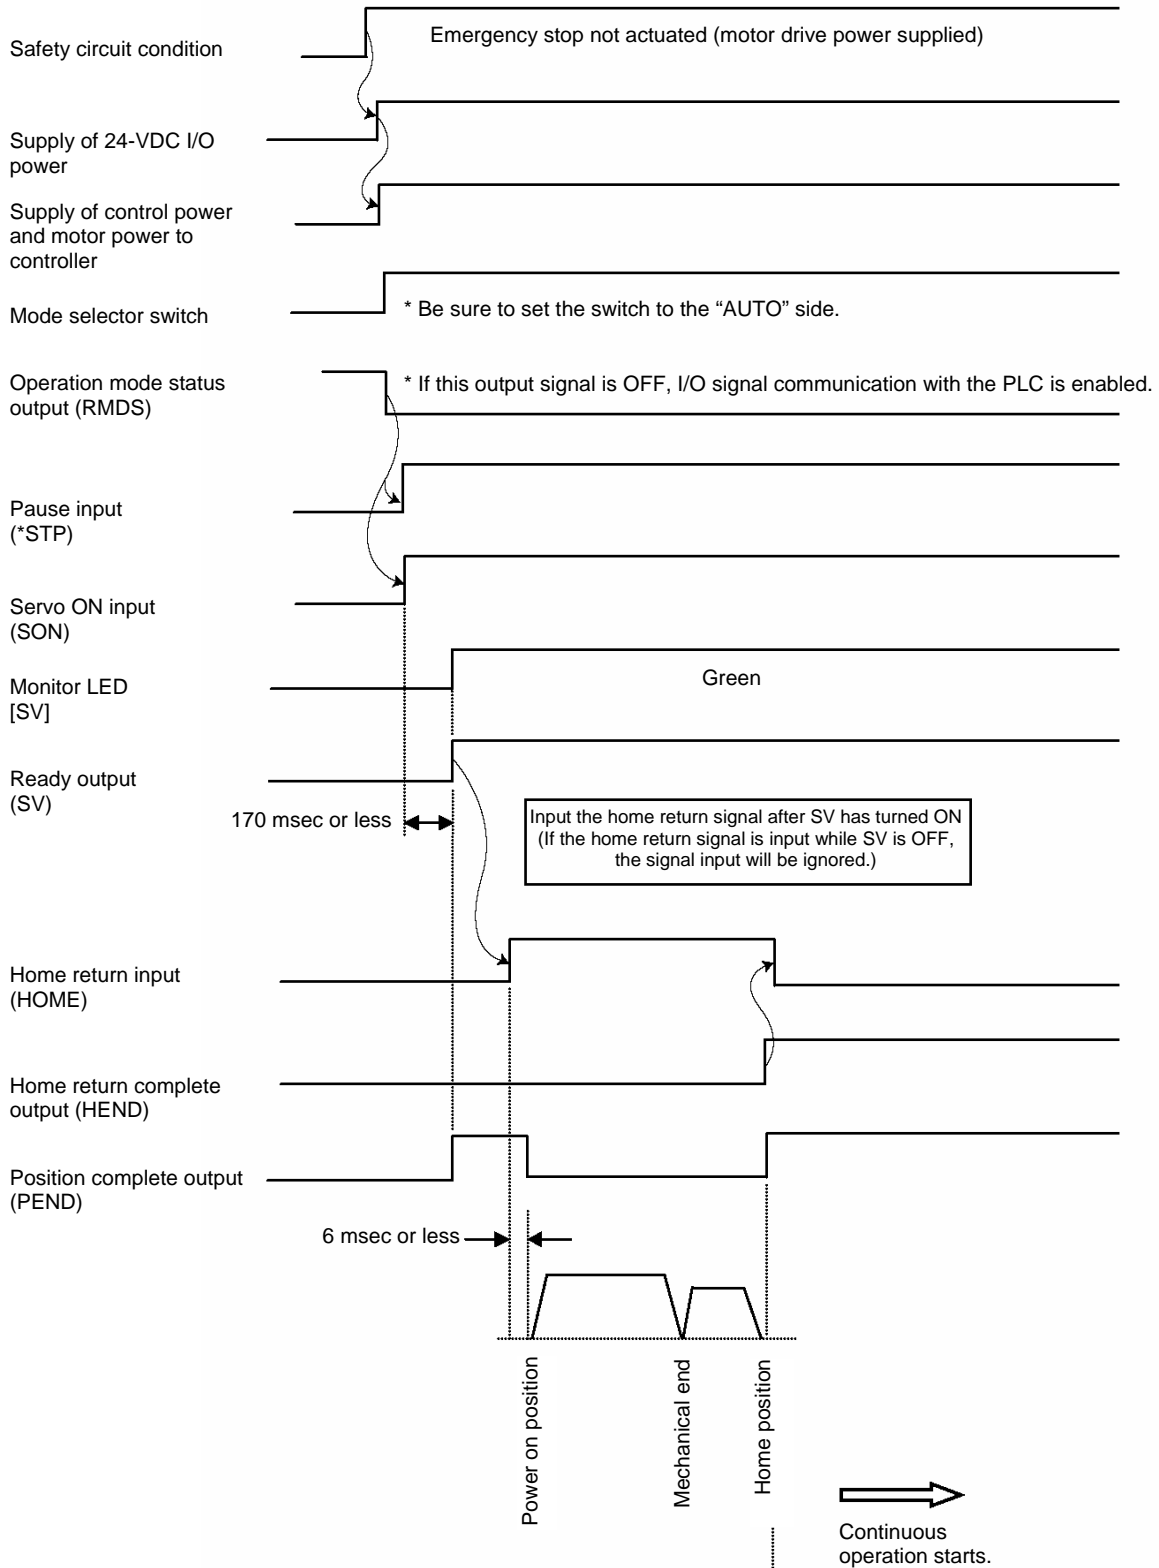 Safety circuit condition
Emergency stop not actuated (motor drive power supplied)
Supply of 24-VDC I/O
power
Supply of control power
and motor power to
controller
Mode selector switch
* Be sure to set the switch to the “AUTO” side.
Operation mode status
output (RMDS)
* If this output signal is OFF, I/O signal communication with the PLC is enabled.
Pause input
(*STP)
Servo ON input
(SON)
Monitor LED
[SV]
Green
Ready output
(SV)
170 msec or less
Input the home return signal after SV has turned ON
(If the home return signal is input while SV is OFF,
the signal input will be ignored.)
Home return input
(HOME)
Home return complete
output (HEND)
Position complete output
(PEND)
6 msec or less
Power on position
Mechanical end
Home position
Continuous
operation starts.